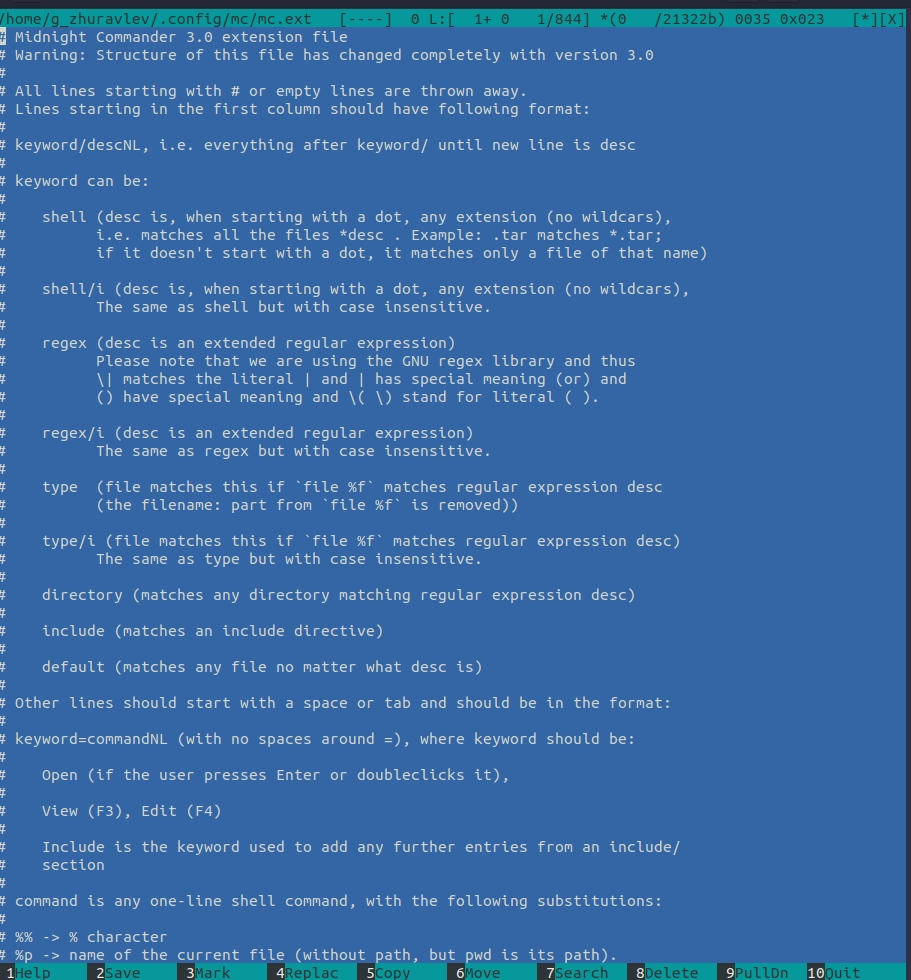 /home/g_zhuravlev/.config/mc/mc.ext   [----]  0 L:[  1+ 0   1/844] *(0   /21322b) 0035 0x023   [*][X]
# Midnight Commander 3.0 extension file
# Warning: Structure of this file has changed completely with version 3.0
#
# All lines starting with # or empty lines are thrown away.
# Lines starting in the first column should have following format:
#
# keyword/descNL, i.e. everything after keyword/ until new line is desc
#
# keyword can be:
#
#    shell (desc is, when starting with a dot, any extension (no wildcars),
#          i.e. matches all the files *desc . Example: .tar matches *.tar;
#          if it doesn't start with a dot, it matches only a file of that name)
#
#    shell/i (desc is, when starting with a dot, any extension (no wildcars),
#          The same as shell but with case insensitive.
#
#    regex (desc is an extended regular expression)
#          Please note that we are using the GNU regex library and thus
#          \| matches the literal | and | has special meaning (or) and
#          () have special meaning and \( \) stand for literal ( ).
#
#    regex/i (desc is an extended regular expression)
#          The same as regex but with case insensitive.
#
#    type  (file matches this if `file %f` matches regular expression desc
#          (the filename: part from `file %f` is removed))
#
#    type/i (file matches this if `file %f` matches regular expression desc)
#          The same as type but with case insensitive.
#
#    directory (matches any directory matching regular expression desc)
#
#    include (matches an include directive)
#
#    default (matches any file no matter what desc is)
#
# Other lines should start with a space or tab and should be in the format:
#
# keyword=commandNL (with no spaces around =), where keyword should be:
#
#    Open (if the user presses Enter or doubleclicks it),
#
#    View (F3), Edit (F4)
#
#    Include is the keyword used to add any further entries from an include/
#    section
#
# command is any one-line shell command, with the following substitutions:
#
# %% -> % character
# %p -> name of the current file (without path, but pwd is its path).
1Help  2Save  3Mark  4Replac  5Copy  6Move  7Search  8Delete  9PullDn  10Quit